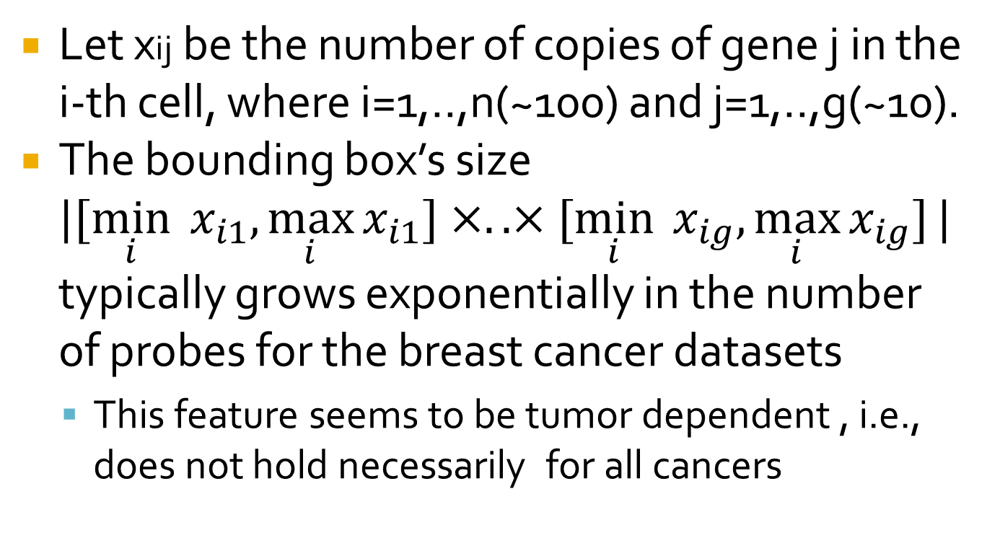 Let xij be the number of copies of gene j in the
i-th cell, where i=1,..,n(~100) and j=1,..,g(~10).
The bounding box’s size
|[min_i x_{i1}, max_i x_{i1}] ×..× [min_i x_{ig}, max_i x_{ig}] |
typically grows exponentially in the number
of probes for the breast cancer datasets
This feature seems to be tumor dependent , i.e.,
does not hold necessarily for all cancers